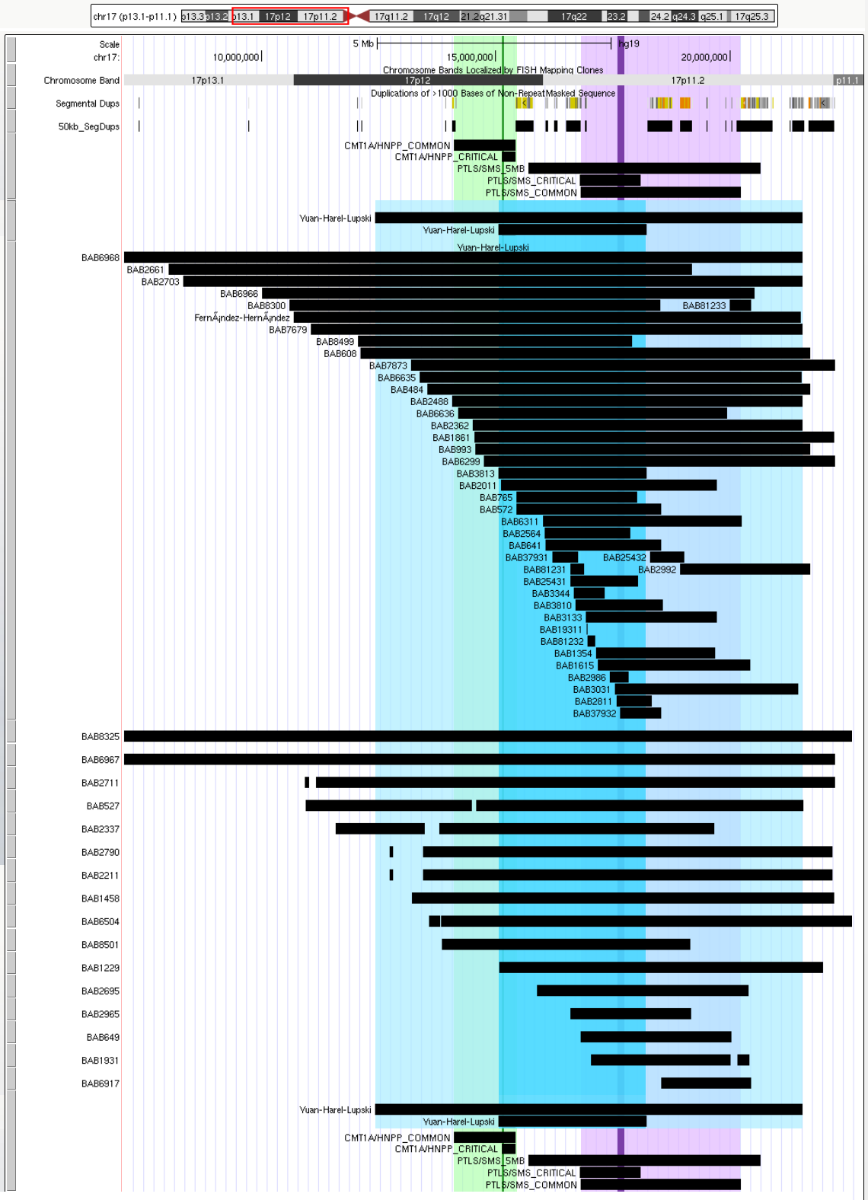 chr17 (p13.1-p11.1) p13.3 p13.2 p13.1 17p12 17p11.2 17q11.2 17q12 21.2 q21.31 17q22 23.2 24.2 q24.3 q25.1 17q25.3
Scale 5 Mb hg19
chr17: 10,000,000 15,000,000 20,000,000
Chromosome Bands Localized by FISH Mapping Clones
Chromosome Band 17p13.1 17p12 17p11.2 p11.1
Duplications of >1000 Bases of Non-RepeatMasked Sequence
Segmental Dups
50kb_SegDups
CMT1A/HNPP_COMMON
CMT1A/HNPP_CRITICAL
PTLS/SMS_5MB
PTLS/SMS_CRITICAL
PTLS/SMS_COMMON
Yuan-Harel-Lupski
Yuan-Harel-Lupski
Yuan-Harel-Lupski
BAB6968
BAB2661
BAB2703
BAB6966
BAB8300 BAB81233
FernÃ¡ndez-HernÃ¡ndez
BAB7679
BAB8499
BAB608
BAB7873
BAB6635
BAB484
BAB2488
BAB6636
BAB2362
BAB1861
BAB993
BAB6299
BAB3813
BAB2011
BAB765
BAB572
BAB6311
BAB2564
BAB641
BAB37931 BAB25432
BAB81231 BAB2992
BAB25431
BAB3344
BAB3810
BAB3133
BAB19311
BAB81232
BAB1354
BAB1615
BAB2986
BAB3031
BAB2811
BAB37932
BAB8325
BAB6967
BAB2711
BAB527
BAB2337
BAB2790
BAB2211
BAB1458
BAB6504
BAB8501
BAB1229
BAB2695
BAB2965
BAB649
BAB1931
BAB6917
Yuan-Harel-Lupski
Yuan-Harel-Lupski
CMT1A/HNPP_COMMON
CMT1A/HNPP_CRITICAL
PTLS/SMS_5MB
PTLS/SMS_CRITICAL
PTLS/SMS_COMMON